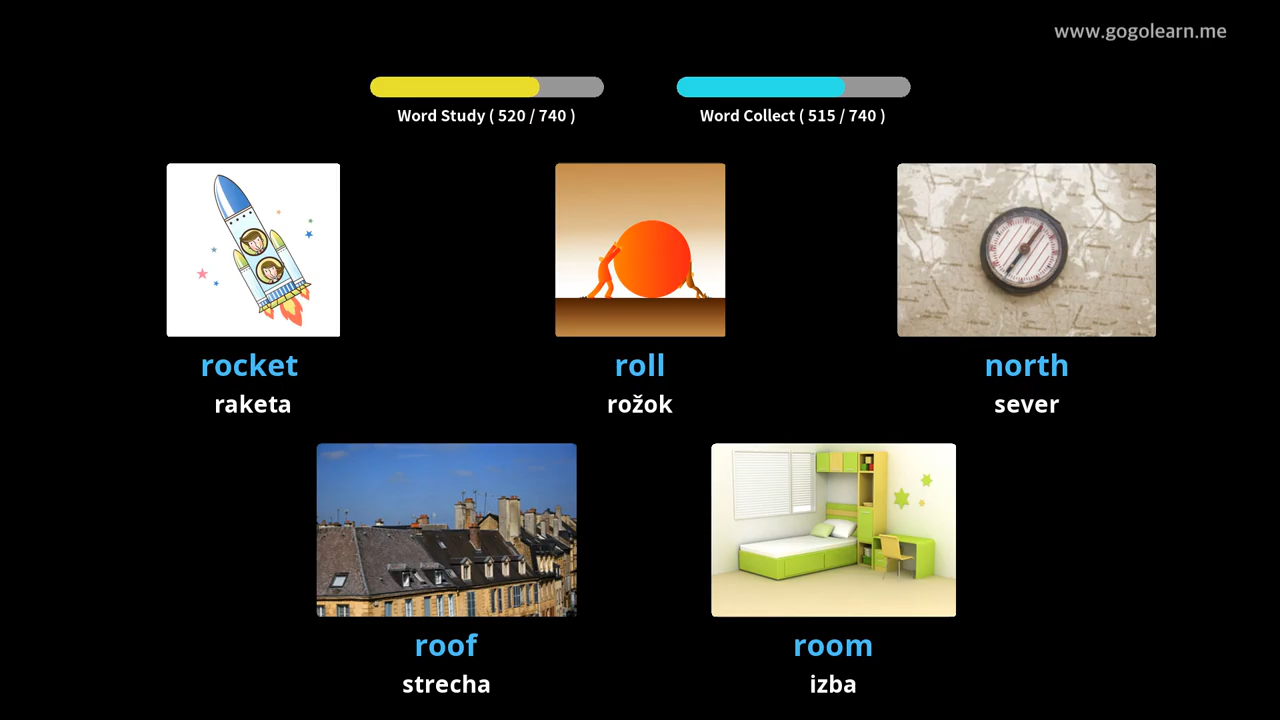 www.gogolearn.me
Word Study ( 520 / 740 )
Word Collect ( 515 / 740 )
rocket
raketa
roll
rožok
north
sever
roof
strecha
room
izba